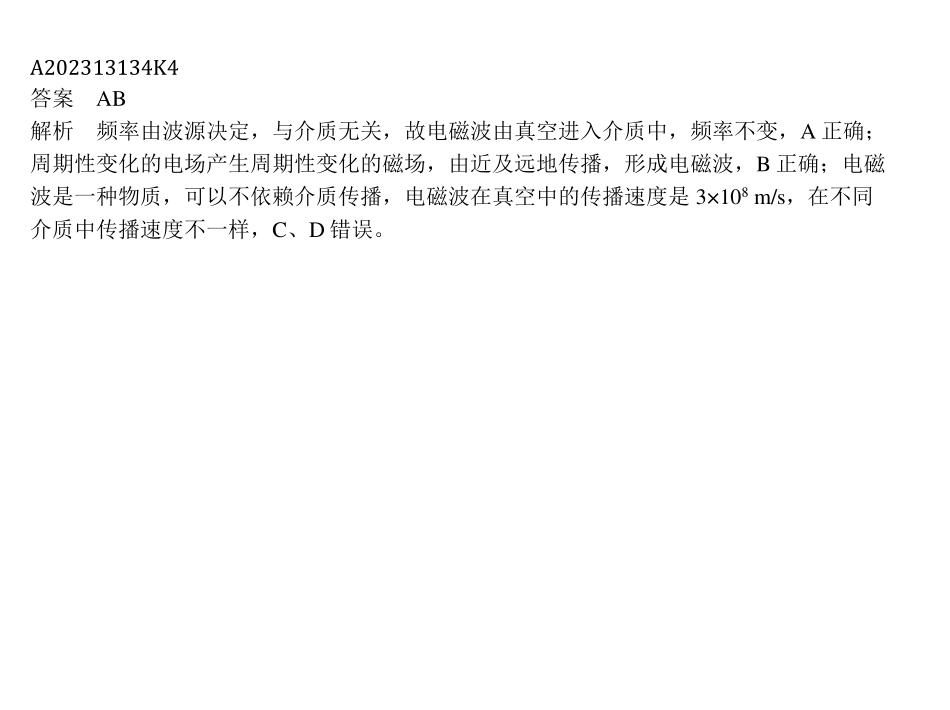 A202313134K4
答案　AB
解析　频率由波源决定，与介质无关，故电磁波由真空进入介质中，频率不变，A 正确；
周期性变化的电场产生周期性变化的磁场，由近及远地传播，形成电磁波，B 正确；电磁
波是一种物质，可以不依赖介质传播，电磁波在真空中的传播速度是 3×10⁸ m/s，在不同
介质中传播速度不一样，C、D 错误。